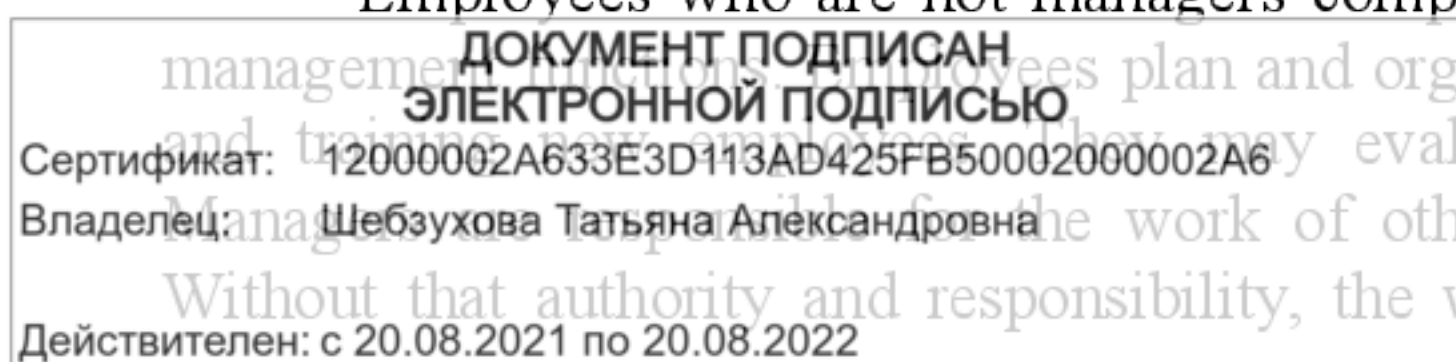 Employees who are not managers comp
ДОКУМЕНТ ПОДПИСАН
management functions. Employees plan and org
ЭЛЕКТРОННОЙ ПОДПИСЬЮ
and training new employees. They may eval
Сертификат: 12000002A633E3D113AD425FB50002000002A6
Владелец: Шебзухова Татьяна Александровна
Managers are responsible for the work of oth
Without that authority and responsibility, the
Действителен: с 20.08.2021 по 20.08.2022